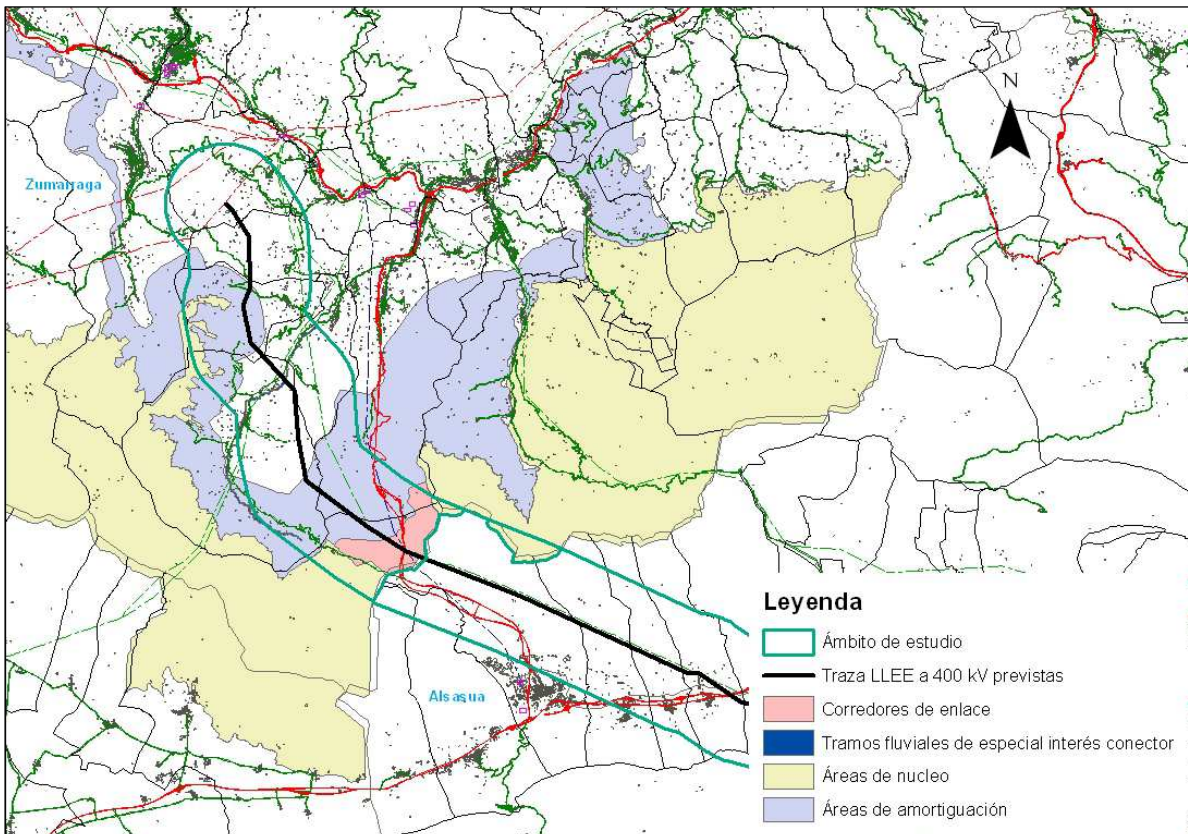 N
Zumarraga
Alsasua
Leyenda
Ámbito de estudio
Traza LLEE a 400 kV previstas
Corredores de enlace
Tramos fluviales de especial interés conector
Áreas de nucleo
Áreas de amortiguación